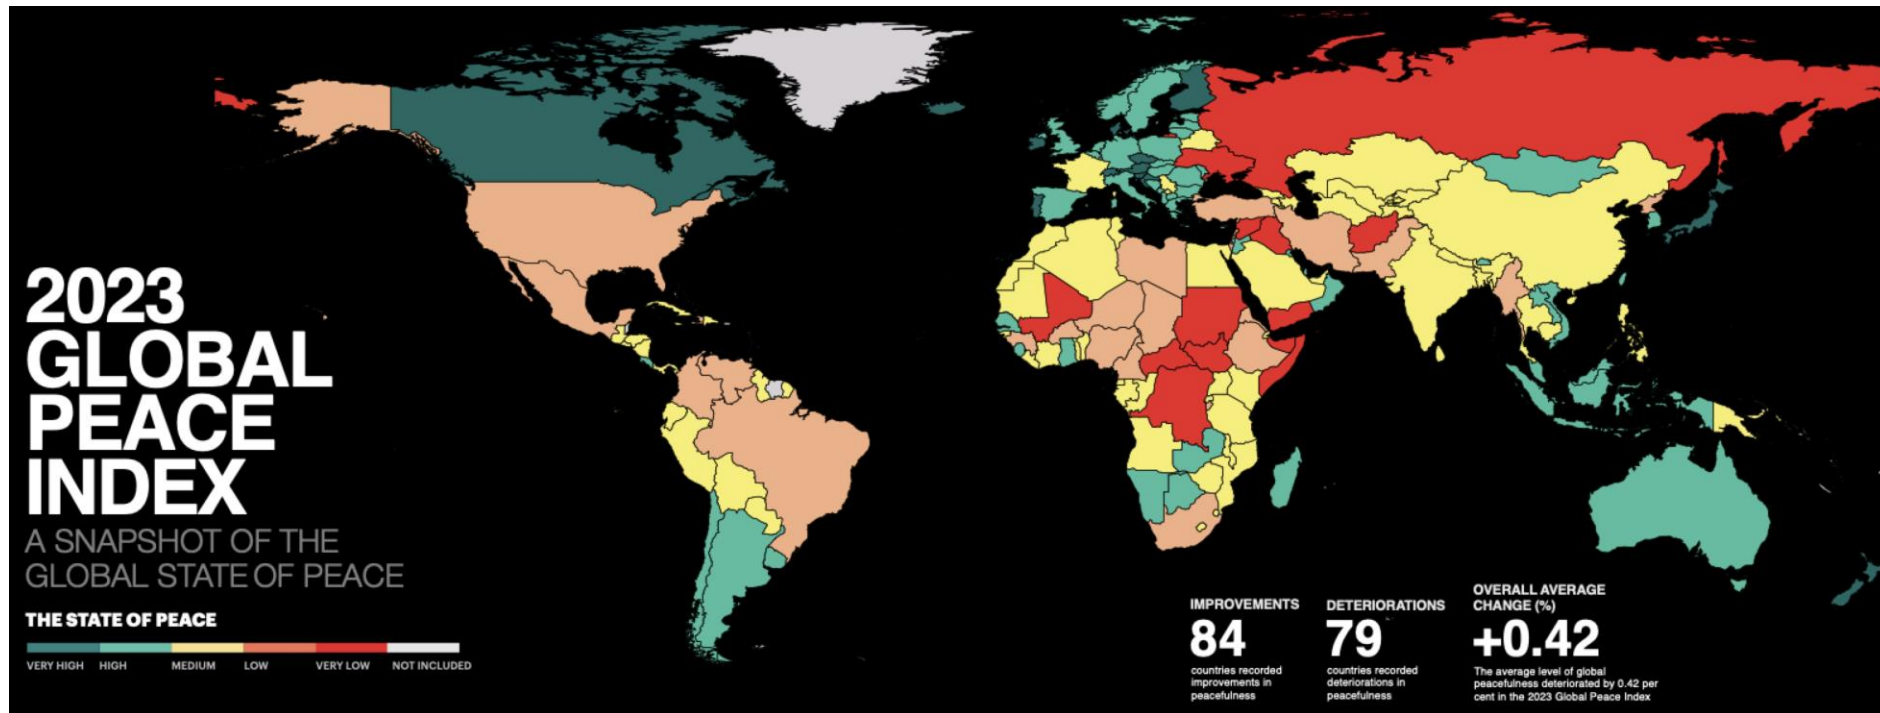 2023
GLOBAL
PEACE
INDEX
A SNAPSHOT OF THE
GLOBAL STATE OF PEACE
THE STATE OF PEACE
VERY HIGH HIGH MEDIUM LOW VERY LOW NOT INCLUDED
IMPROVEMENTS
84
countries recorded
improvements in
peacefulness
DETERIORATIONS
79
countries recorded
deteriorations in
peacefulness
OVERALL AVERAGE
CHANGE (%)
+0.42
The average level of global
peacefulness deteriorated by 0.42 per
cent in the 2023 Global Peace Index